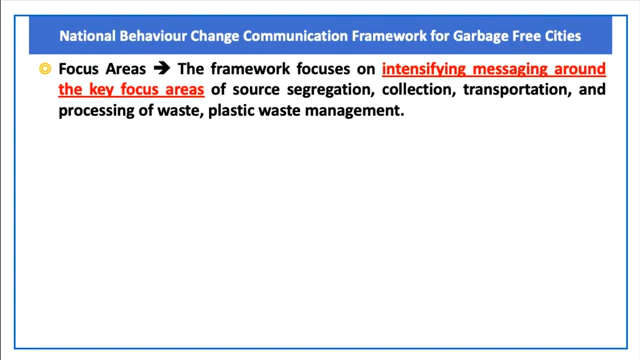 National Behaviour Change Communication Framework for Garbage Free Cities
Focus Areas ➔ The framework focuses on intensifying messaging around
the key focus areas of source segregation, collection, transportation, and
processing of waste, plastic waste management.